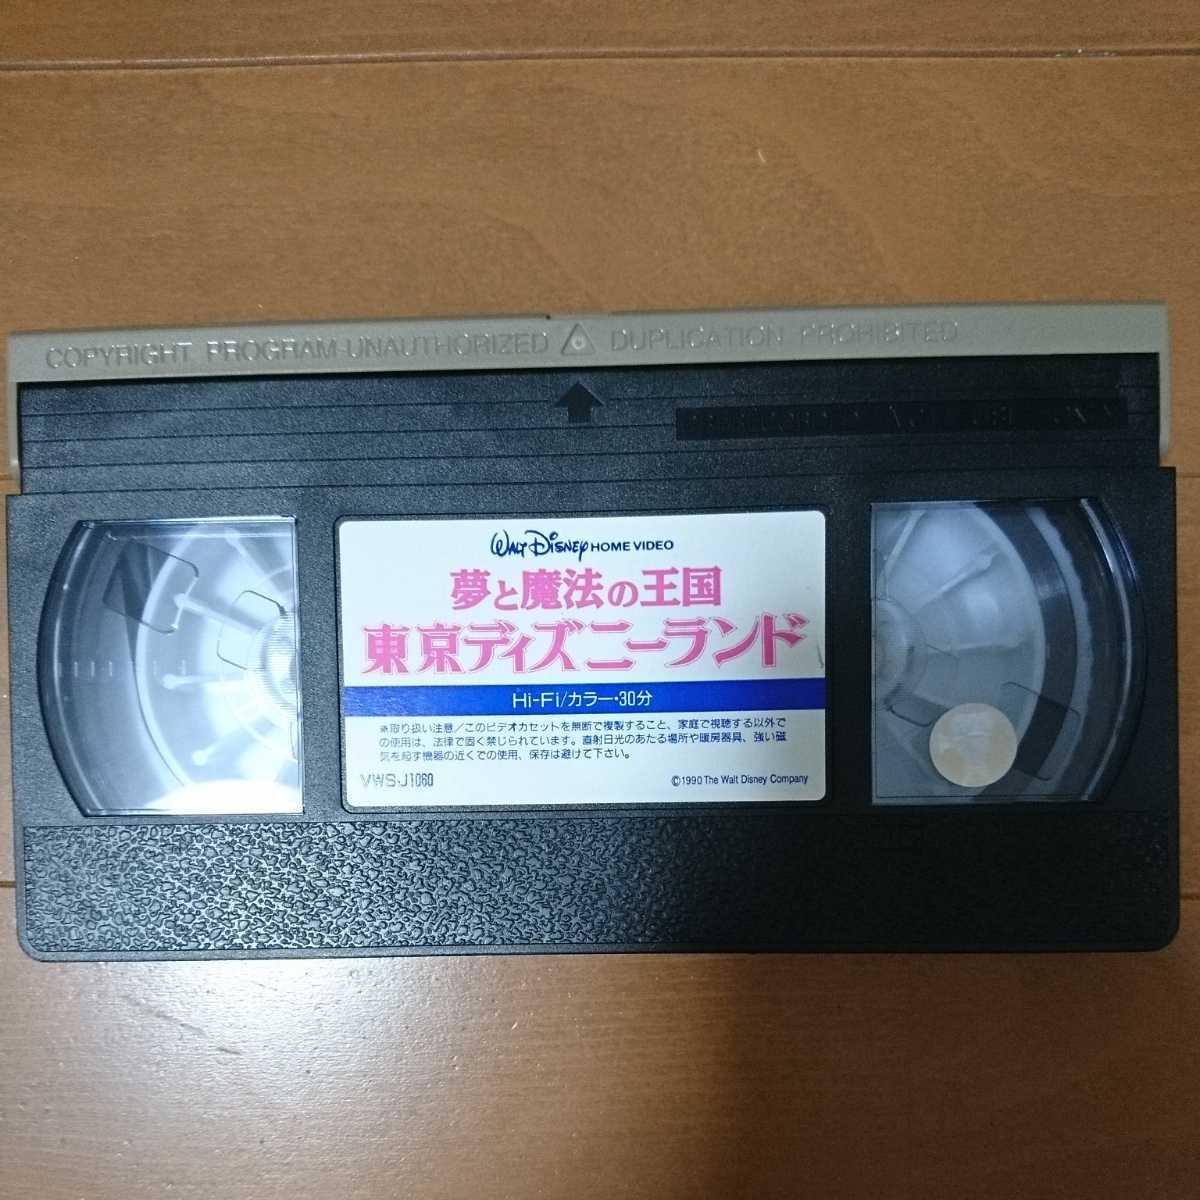 COPYRIGHT PROGRAM-UNAUTHORIZED DUPLICATION PROHIBITED
WALT DISNEY HOME VIDEO
夢と魔法の王国
東京ディズニーランド
Hi-Fi/カラー・30分
※取り扱い注意／このビデオカセットを無断で複製すること、家庭で視聴する以外で
の使用は、法律で固く禁じられています。直射日光のあたる場所や暖房器具、強い磁
気を起す機器の近くでの使用、保存は避けて下さい。
VWSJ1060 ©1990 The Walt Disney Company